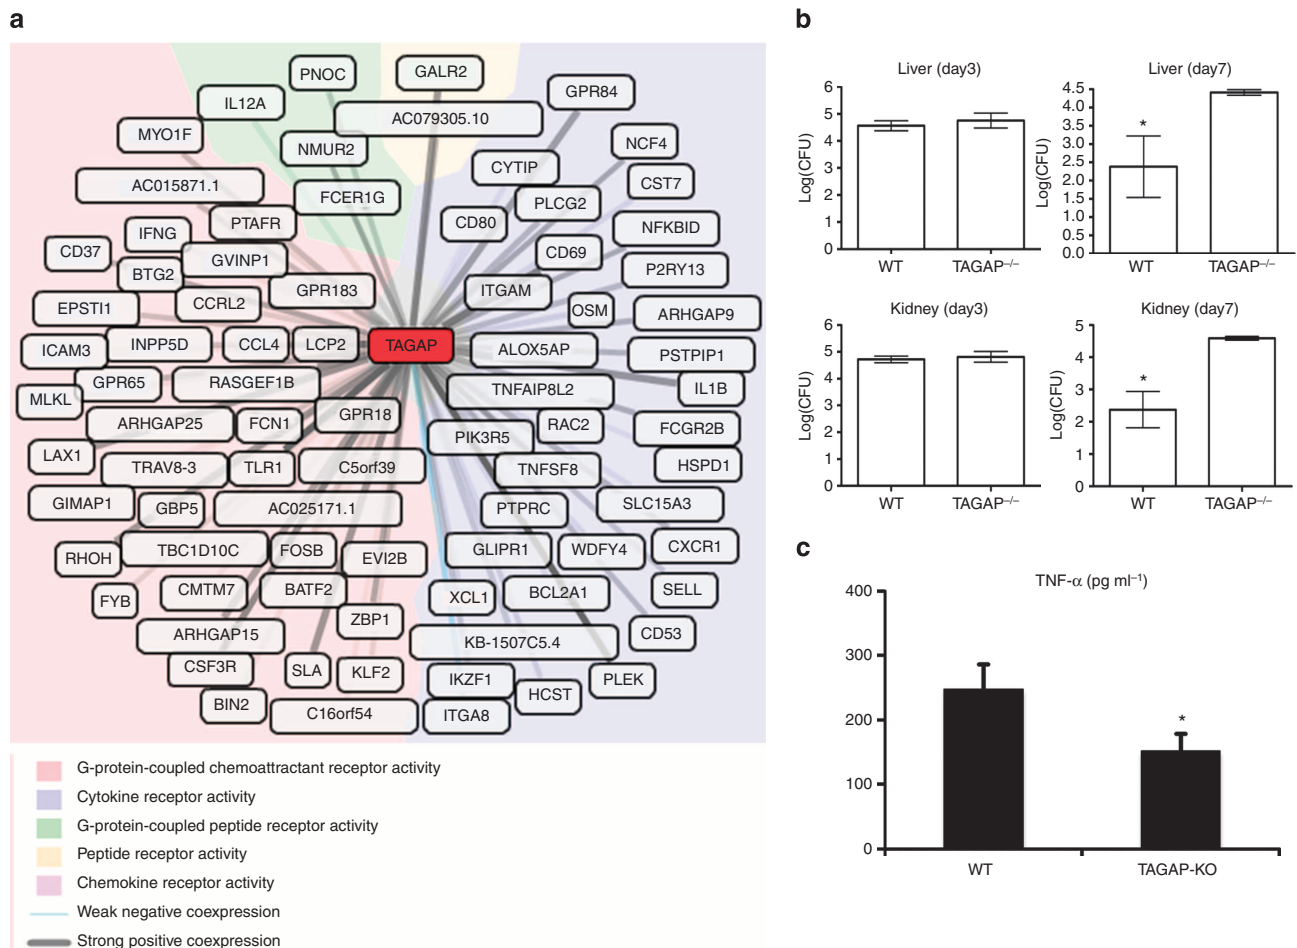 a
PNOC
GALR2
GPR84
IL12A
AC079305.10
MYO1F
NMUR2
NCF4
CYTIP
AC015871.1
FCER1G
CST7
PLCG2
PTAFR
CD80
NFKBID
IFNG
CD37
GVINP1
CD69
BTG2
P2RY13
GPR183
ITGAM
CCRL2
EPSTI1
OSM
ARHGAP9
ICAM3
INPP5D
CCL4
LCP2
TAGAP
ALOX5AP
PSTPIP1
GPR65
RASGEF1B
TNFAIP8L2
IL1B
MLKL
ARHGAP25
FCN1
GPR18
RAC2
FCGR2B
PIK3R5
LAX1
TRAV8-3
TLR1
C5orf39
TNFSF8
HSPD1
GIMAP1
GBP5
AC025171.1
PTPRC
SLC15A3
RHOH
TBC1D10C
FOSB
EVI2B
GLIPR1
WDFY4
CXCR1
FYB
CMTM7
BATF2
XCL1
BCL2A1
SELL
ZBP1
ARHGAP15
KB-1507C5.4
CD53
CSF3R
SLA
KLF2
IKZF1
HCST
PLEK
BIN2
C16orf54
ITGA8
G-protein-coupled chemoattractant receptor activity
Cytokine receptor activity
G-protein-coupled peptide receptor activity
Peptide receptor activity
Chemokine receptor activity
Weak negative coexpression
Strong positive coexpression
b
Liver (day3)
Log(CFU)
6
5
4
3
2
1
0
WT
TAGAP–/–
Liver (day7)
Log(CFU)
4.5
4.0
3.5
3.0
2.5
2.0
1.5
1.0
0.5
0.0
*
WT
TAGAP–/–
Kidney (day3)
Log(CFU)
6
5
4
3
2
1
0
WT
TAGAP–/–
Kidney (day7)
Log(CFU)
5
4
3
2
1
0
*
WT
TAGAP–/–
c
TNF-α (pg ml–1)
400
300
200
100
0
*
WT
TAGAP-KO